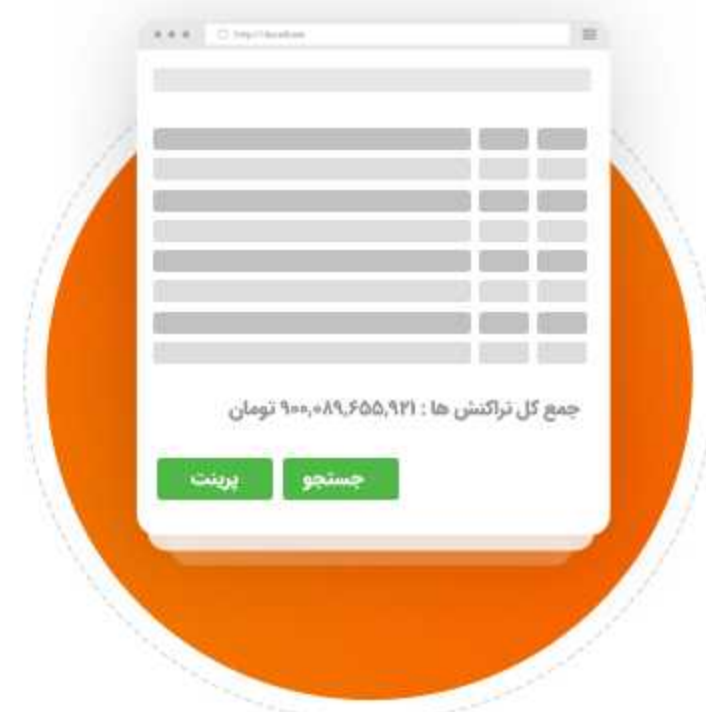 جمع کل تراکنش ها : ۹۰۰,۰۸۹,۶۵۵,۹۲۱ تومان
جستجو پرینت